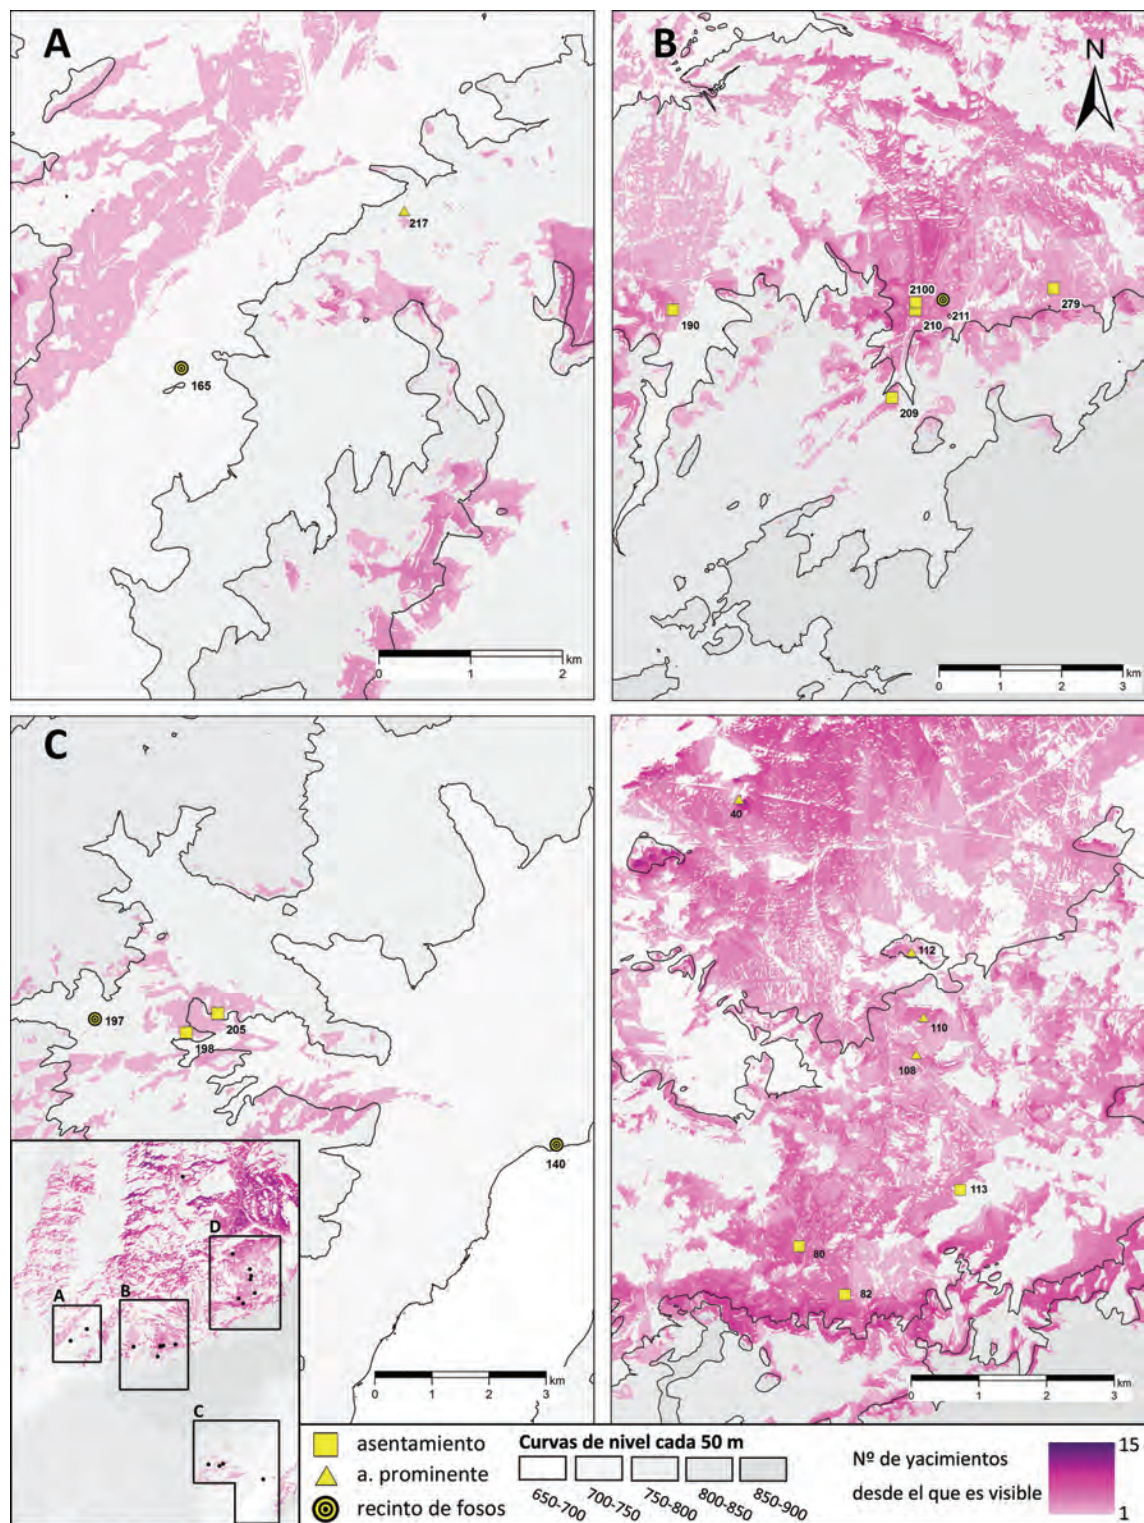 A
217
165
0 1 2 km
B
N
2100
210
211
279
190
209
0 1 2 3 km
C
197
205
198
140
0 1 2 3 km
40
112
110
108
113
80
82
0 1 2 3 km
A
B
D
C
asentamiento
a. prominente
recinto de fosos
Curvas de nivel cada 50 m
650-700 700-750 750-800 800-850 850-900
Nº de yacimientos
desde el que es visible
15
1